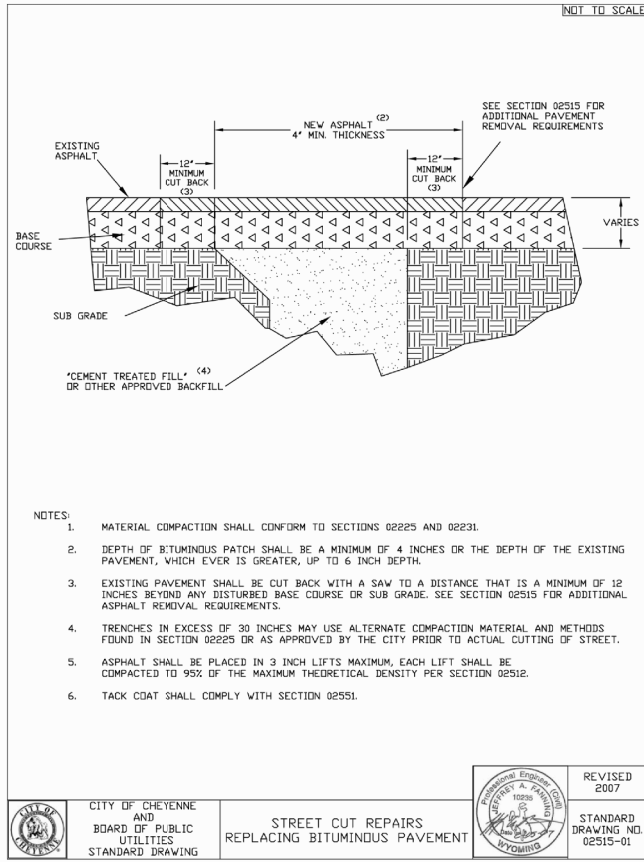 NOT TO SCALE
SEE SECTION 02515 FOR
ADDITIONAL PAVEMENT
REMOVAL REQUIREMENTS
NEW ASPHALT (2)
4" MIN. THICKNESS
EXISTING
ASPHALT
12"
MINIMUM
CUT BACK
(3)
12"
MINIMUM
CUT BACK
(3)
VARIES
BASE
COURSE
SUB GRADE
"CEMENT TREATED FILL" (4)
OR OTHER APPROVED BACKFILL
NOTES:
1. MATERIAL COMPACTION SHALL CONFORM TO SECTIONS 02225 AND 02231.
2. DEPTH OF BITUMINOUS PATCH SHALL BE A MINIMUM OF 4 INCHES OR THE DEPTH OF THE EXISTING
PAVEMENT, WHICH EVER IS GREATER, UP TO 6 INCH DEPTH.
3. EXISTING PAVEMENT SHALL BE CUT BACK WITH A SAW TO A DISTANCE THAT IS A MINIMUM OF 12
INCHES BEYOND ANY DISTURBED BASE COURSE OR SUB GRADE. SEE SECTION 02515 FOR ADDITIONAL
ASPHALT REMOVAL REQUIREMENTS.
4. TRENCHES IN EXCESS OF 30 INCHES MAY USE ALTERNATE COMPACTION MATERIAL AND METHODS
FOUND IN SECTION 02225 OR AS APPROVED BY THE CITY PRIOR TO ACTUAL CUTTING OF STREET.
5. ASPHALT SHALL BE PLACED IN 3 INCH LIFTS MAXIMUM, EACH LIFT SHALL BE
COMPACTED TO 95% OF THE MAXIMUM THEORETICAL DENSITY PER SECTION 02512.
6. TACK COAT SHALL COMPLY WITH SECTION 02551.
CITY OF
CHEYENNE
CITY OF CHEYENNE
AND
BOARD OF PUBLIC
UTILITIES
STANDARD DRAWING
STREET CUT REPAIRS
REPLACING BITUMINOUS PAVEMENT
Professional Engineer (Civil)
JEFFREY A. FANNING
10235
Date
WYOMING
REVISED
2007
STANDARD
DRAWING NO.
02515-01